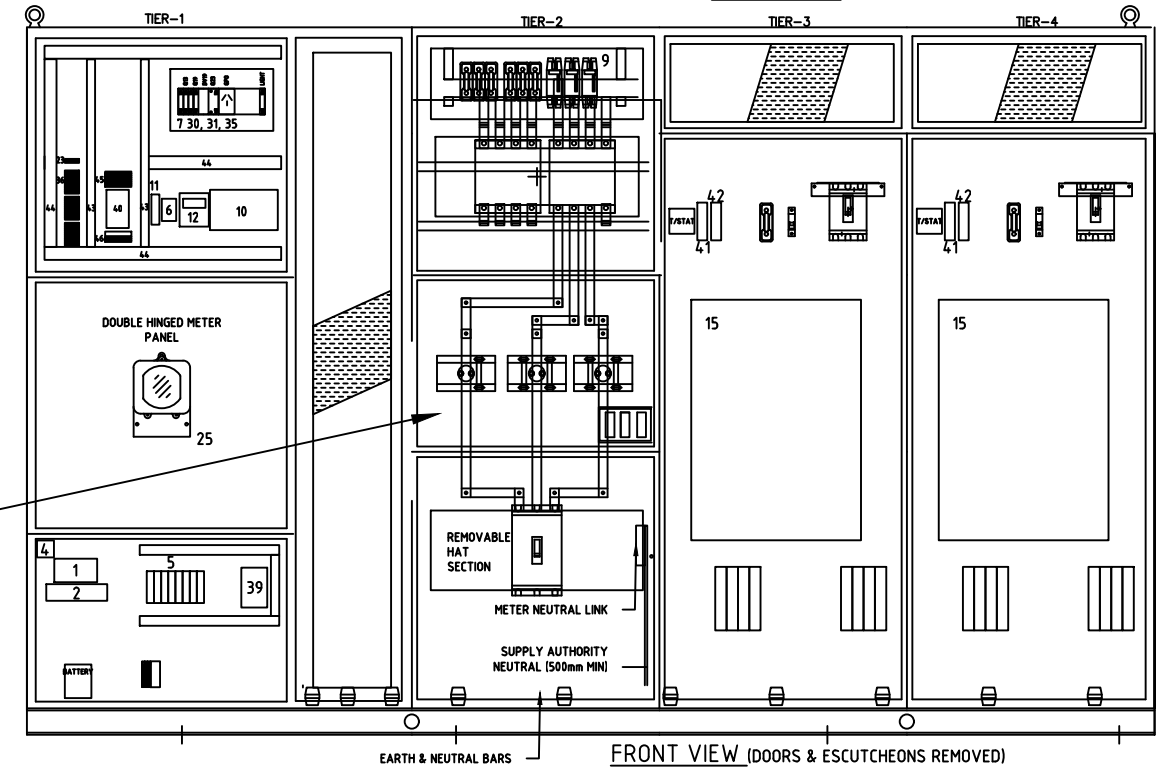 TIER-1
TIER-2
TIER-3
TIER-4
LIGHT
7 30, 31, 35
9
44
23
36
45
11
44
43
40
43
6
12
10
46
44
42
T/STAT
41
42
T/STAT
41
DOUBLE HINGED METER
PANEL
25
15
15
4
1
2
5
39
BATTERY
REMOVABLE
HAT
SECTION
METER NEUTRAL LINK
SUPPLY AUTHORITY
NEUTRAL (500mm MIN)
EARTH & NEUTRAL BARS
FRONT VIEW (DOORS & ESCUTCHEONS REMOVED)